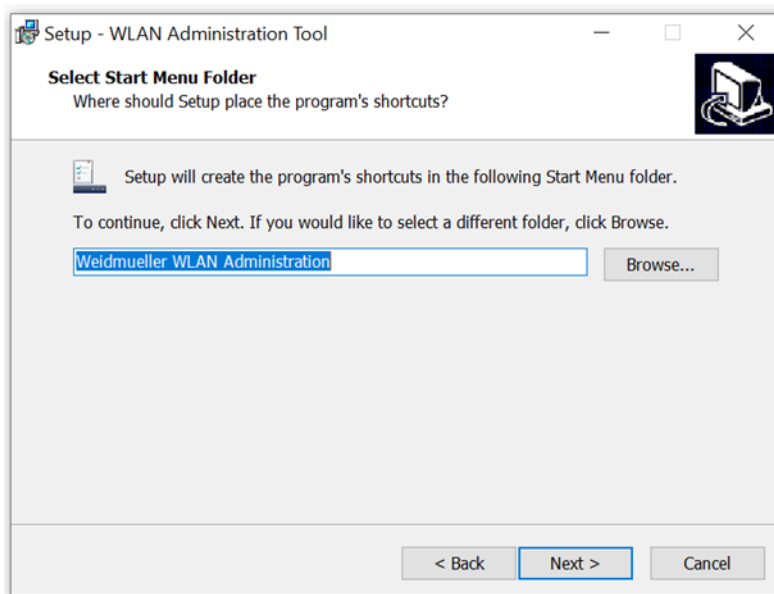 Setup - WLAN Administration Tool
Select Start Menu Folder
Where should Setup place the program's shortcuts?
Setup will create the program's shortcuts in the following Start Menu folder.
To continue, click Next. If you would like to select a different folder, click Browse.
Weidmueller WLAN Administration
Browse...
< Back
Next >
Cancel